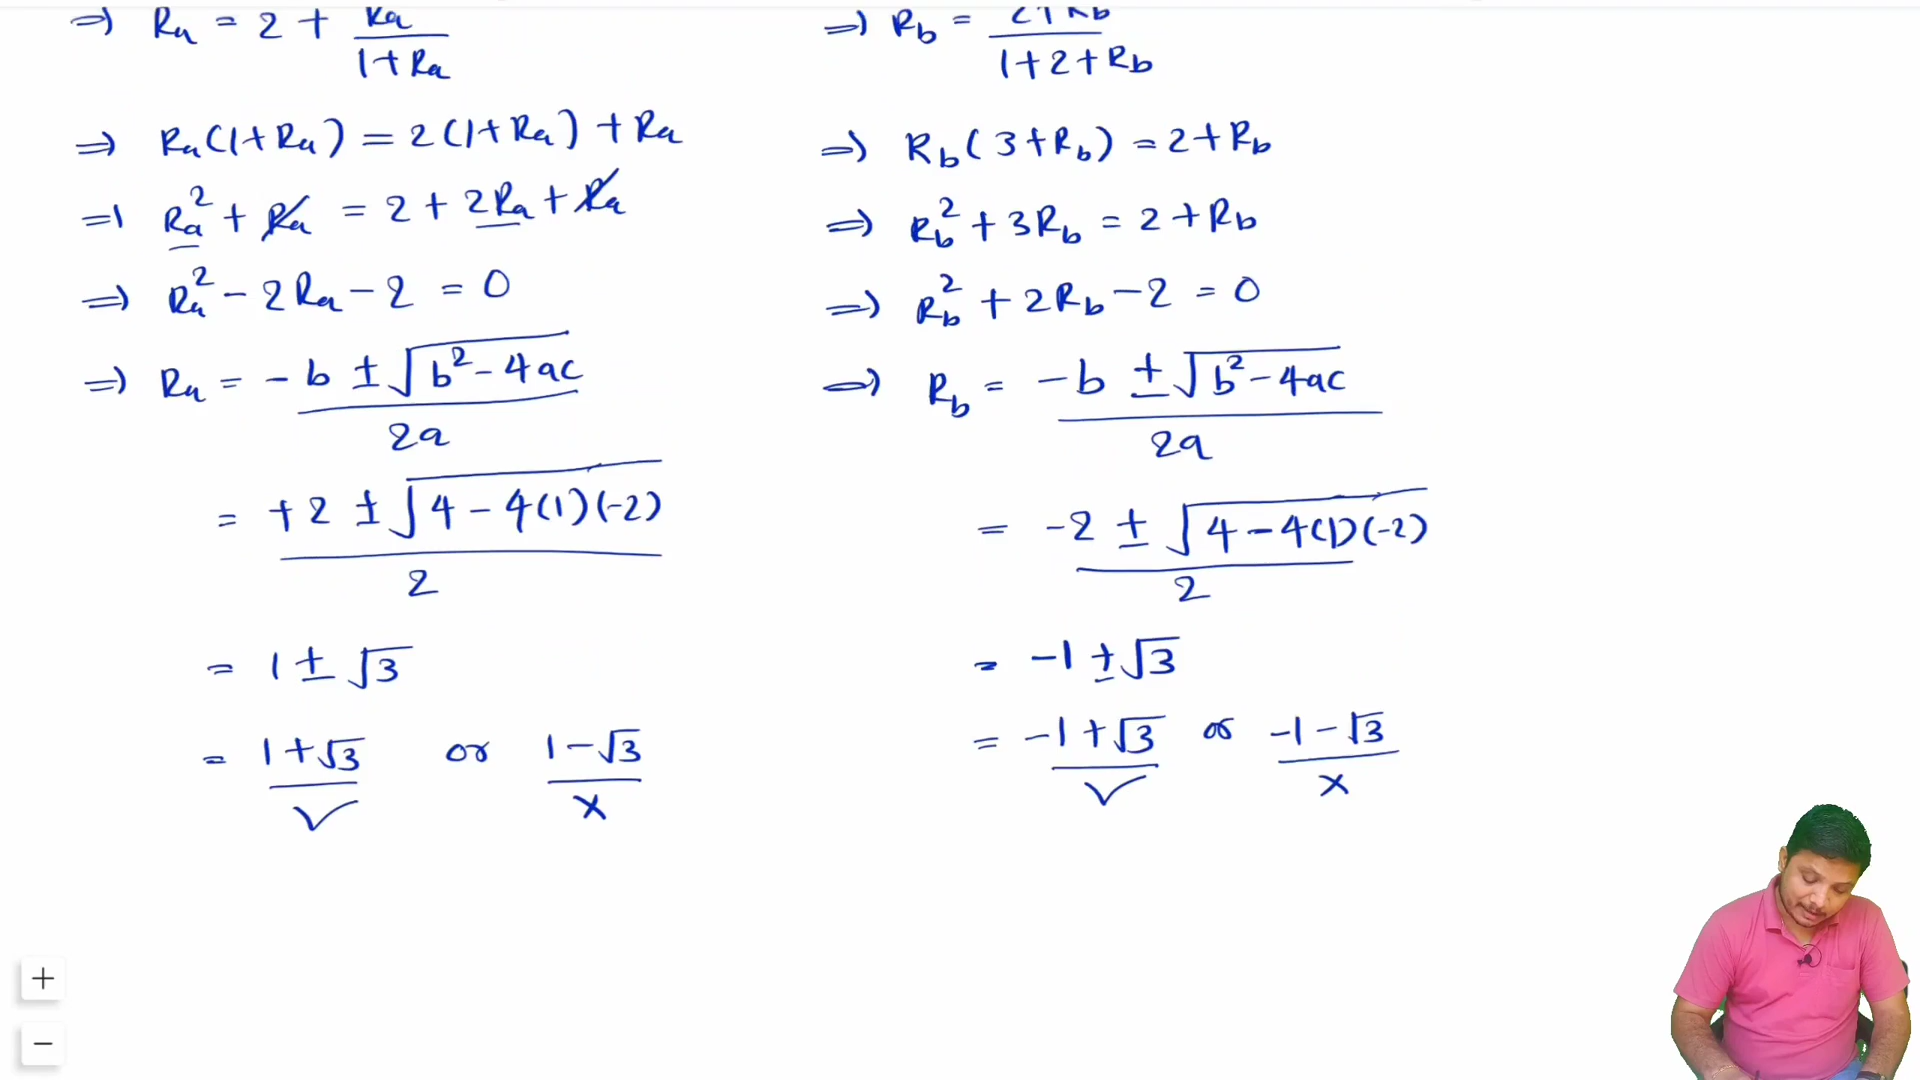 ⇒ Ra = 2 + Ra / 1+Ra
⇒ Ra(1+Ra) = 2(1+Ra) + Ra
⇒ Ra² + Ra = 2 + 2Ra + Ra
⇒ Ra² - 2Ra - 2 = 0
⇒ Ra = -b ± √b² - 4ac / 2a
= +2 ± √4 - 4(1)(-2) / 2
= 1 ± √3
= 1+√3 or 1-√3
✓ x
⇒ Rb = 2+Rb / 1+2+Rb
⇒ Rb(3+Rb) = 2+Rb
⇒ Rb² + 3Rb = 2+Rb
⇒ Rb² + 2Rb - 2 = 0
⇒ Rb = -b ± √b² - 4ac / 2a
= -2 ± √4 - 4(1)(-2) / 2
= -1 ± √3
= -1+√3 or -1-√3
✓ x
+
−